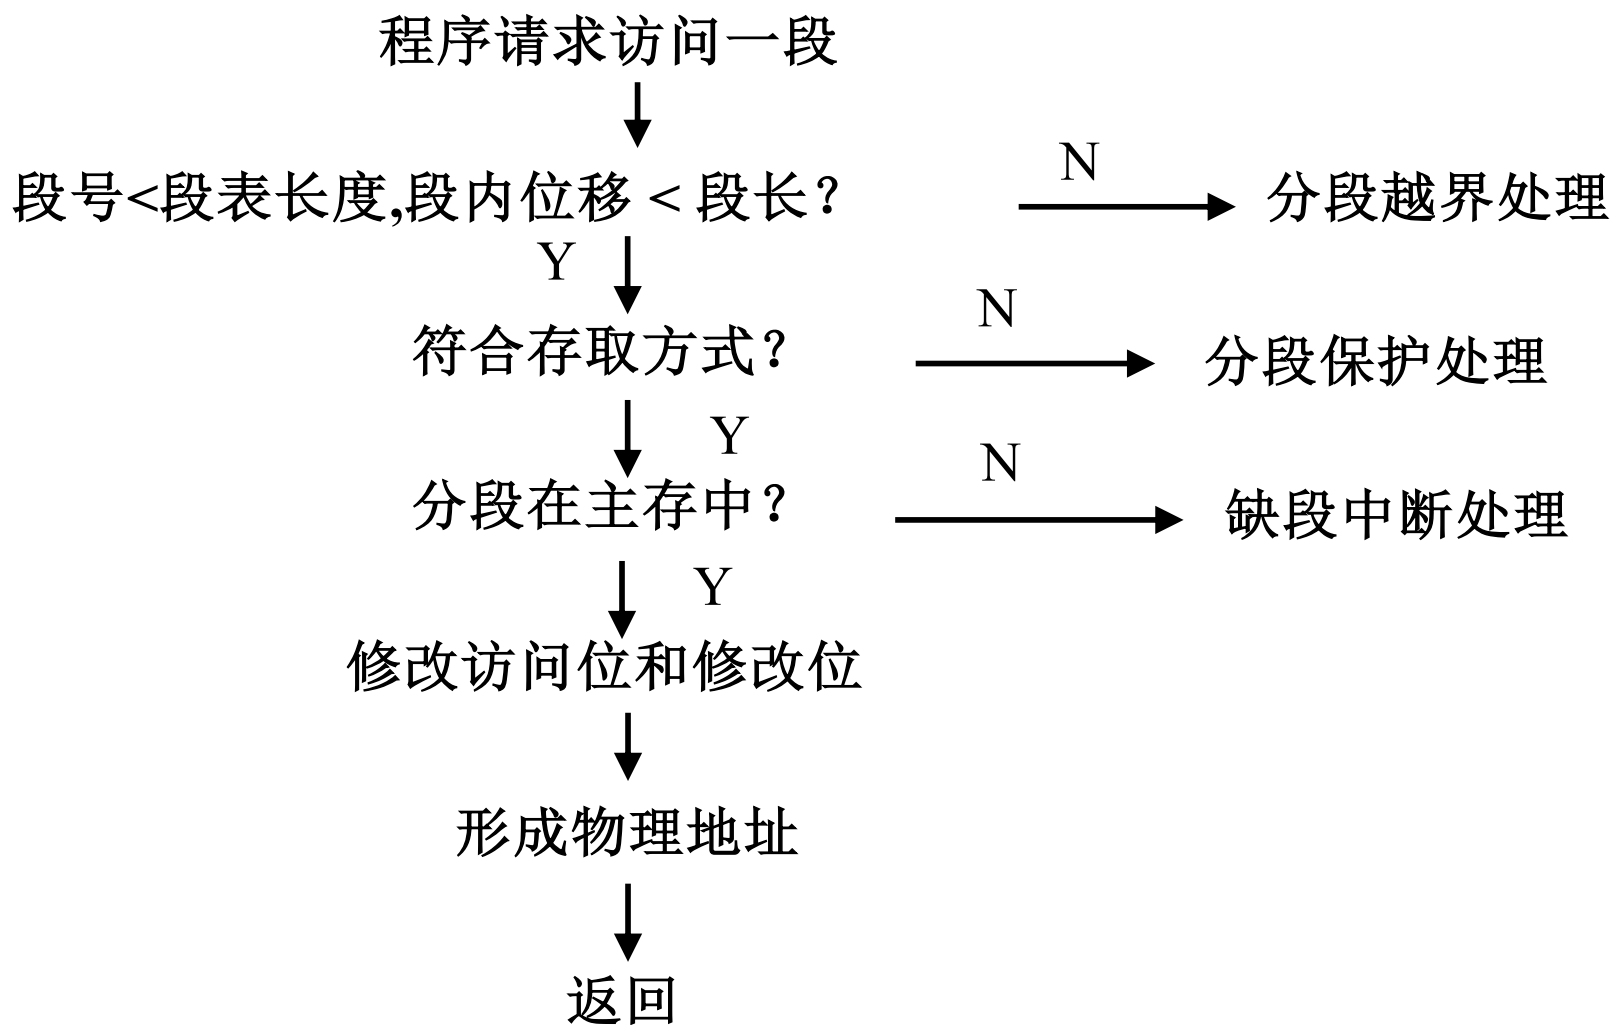 程序请求访问一段
段号<段表长度,段内位移 < 段长？
N
分段越界处理
Y
符合存取方式？
N
分段保护处理
Y
分段在主存中？
N
缺段中断处理
Y
修改访问位和修改位
形成物理地址
返回